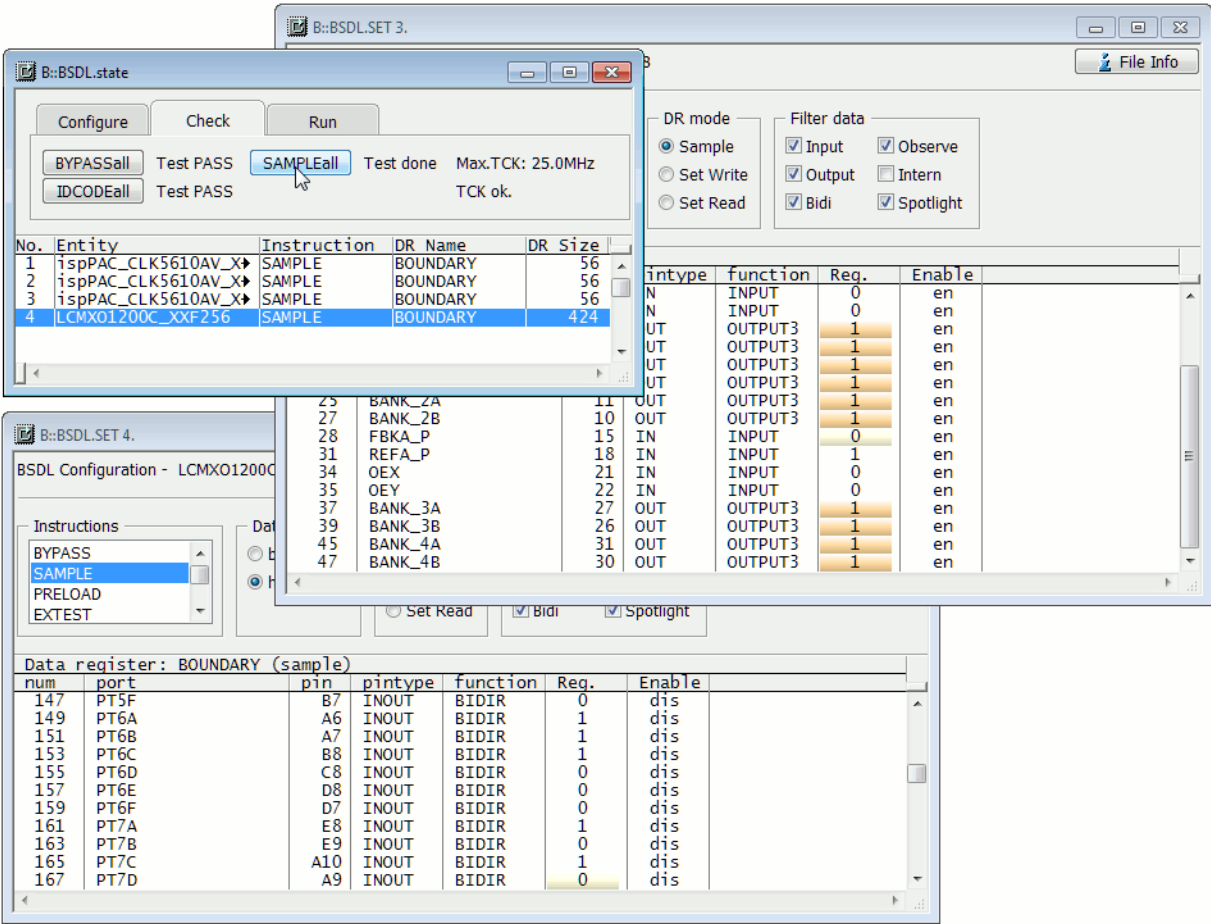 B::BSDL.SET 3.
File Info
DR mode
Sample
Set Write
Set Read
Filter data
Input
Observe
Output
Intern
Bidi
Spotlight
pintype function Reg. Enable
N INPUT 0 en
N INPUT 0 en
UT OUTPUT3 1 en
UT OUTPUT3 1 en
UT OUTPUT3 1 en
UT OUTPUT3 1 en
25 BANK_2A 11 OUT OUTPUT3 1 en
27 BANK_2B 10 OUT OUTPUT3 1 en
28 FBKA_P 15 IN INPUT 0 en
31 REFA_P 18 IN INPUT 1 en
34 OEX 21 IN INPUT 0 en
35 OEY 22 IN INPUT 0 en
37 BANK_3A 27 OUT OUTPUT3 1 en
39 BANK_3B 26 OUT OUTPUT3 1 en
45 BANK_4A 31 OUT OUTPUT3 1 en
47 BANK_4B 30 OUT OUTPUT3 1 en
B::BSDL.state
Configure Check Run
BYPASSall Test PASS SAMPLEall Test done Max.TCK: 25.0MHz
IDCODEall Test PASS TCK ok.
No. Entity Instruction DR Name DR Size
1 ispPAC_CLK5610AV_X SAMPLE BOUNDARY 56
2 ispPAC_CLK5610AV_X SAMPLE BOUNDARY 56
3 ispPAC_CLK5610AV_X SAMPLE BOUNDARY 56
4 LCMXO1200C_XXF256 SAMPLE BOUNDARY 424
B::BSDL.SET 4.
BSDL Configuration - LCMXO1200C
Instructions
BYPASS
SAMPLE
PRELOAD
EXTEST
Dat
b
h
Set Read
Bidi
Spotlight
Data register: BOUNDARY (sample)
num port pin pintype function Reg. Enable
147 PT5F B7 INOUT BIDIR 0 dis
149 PT6A A6 INOUT BIDIR 1 dis
151 PT6B A7 INOUT BIDIR 1 dis
153 PT6C B8 INOUT BIDIR 1 dis
155 PT6D C8 INOUT BIDIR 0 dis
157 PT6E D8 INOUT BIDIR 0 dis
159 PT6F D7 INOUT BIDIR 0 dis
161 PT7A E8 INOUT BIDIR 1 dis
163 PT7B E9 INOUT BIDIR 0 dis
165 PT7C A10 INOUT BIDIR 1 dis
167 PT7D A9 INOUT BIDIR 0 dis